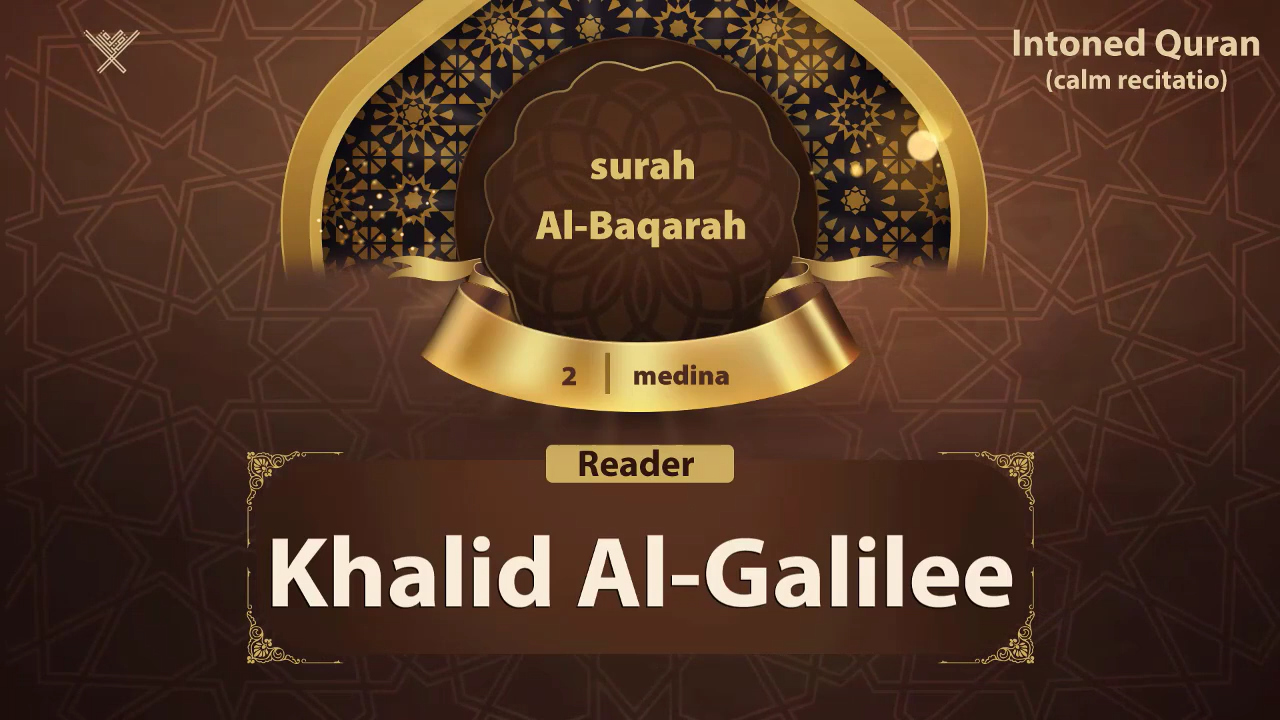 Intoned Quran
(calm recitatio)
surah
Al-Baqarah
2 | medina
Reader
Khalid Al-Galilee